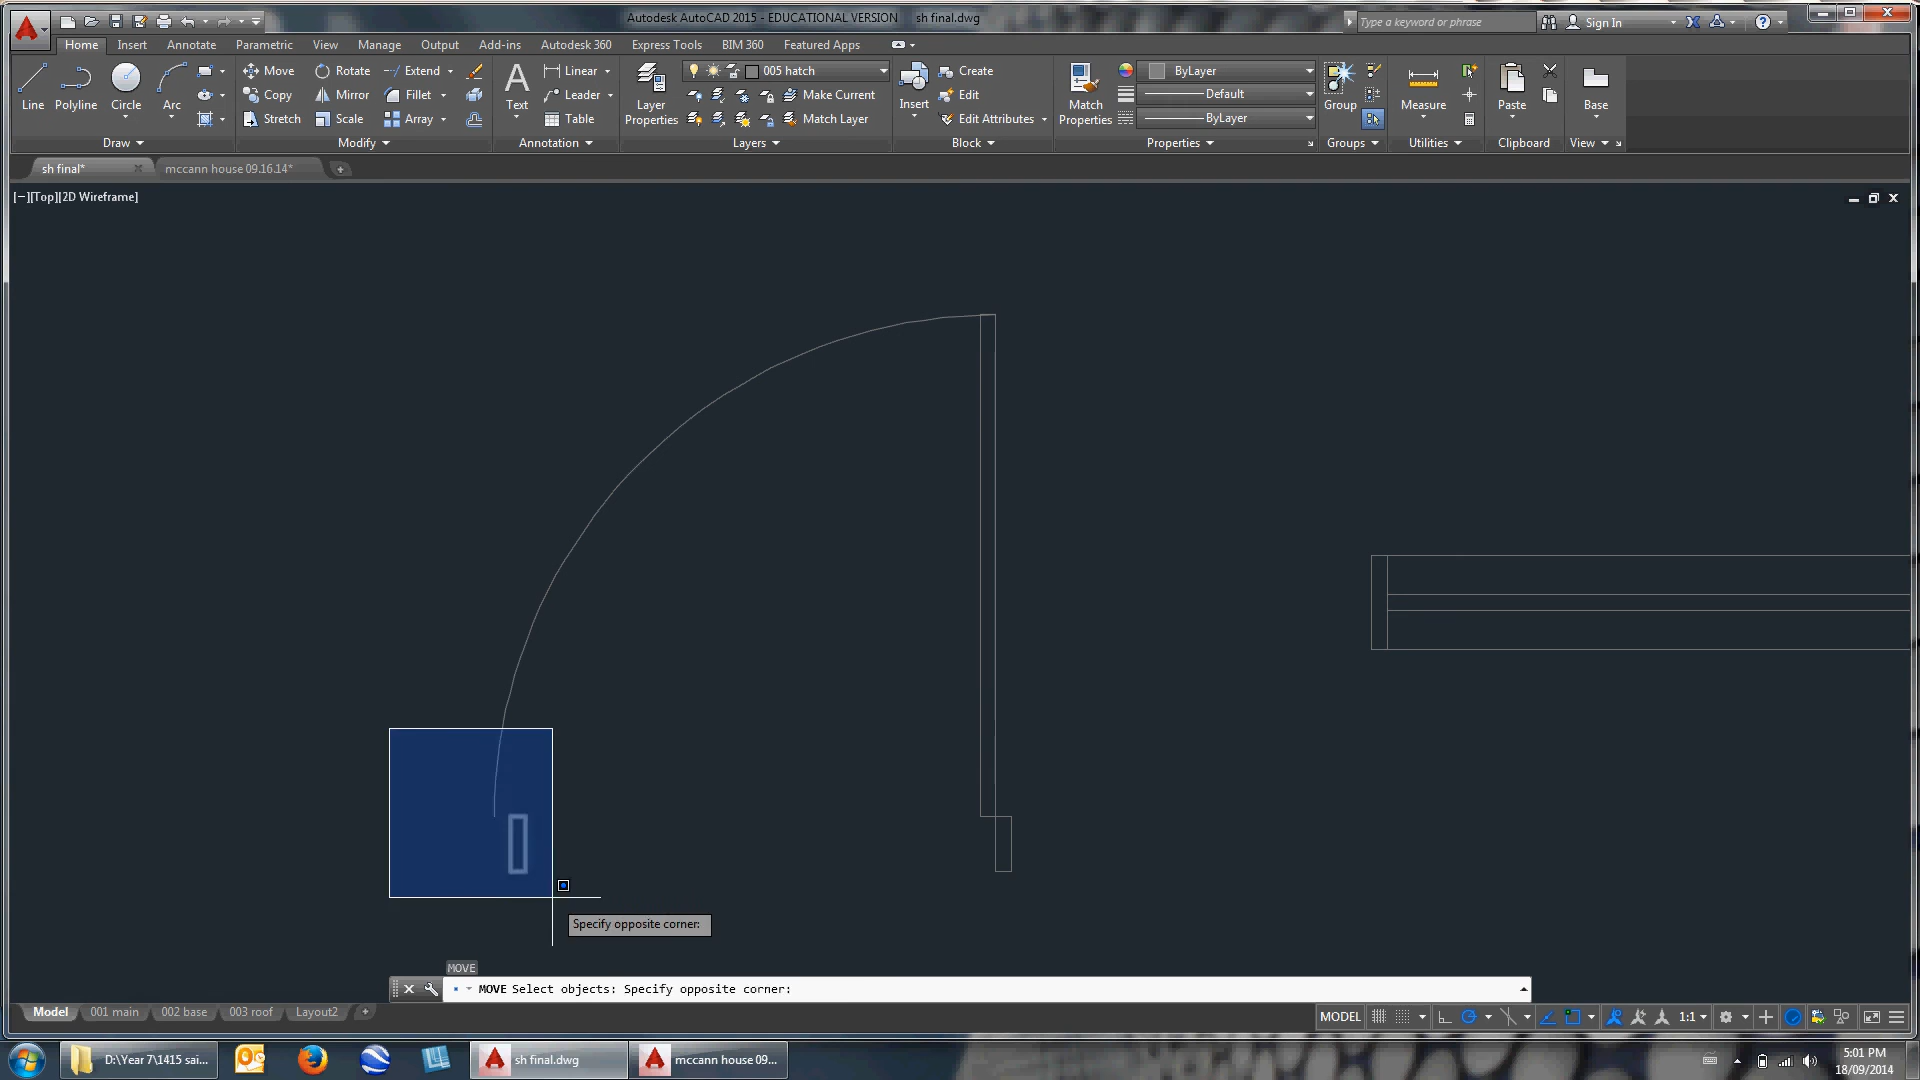 Autodesk AutoCAD 2015 - EDUCATIONAL VERSION sh final.dwg
Type a keyword or phrase
Sign In
Home Insert Annotate Parametric View Manage Output Add-ins Autodesk 360 Express Tools BIM 360 Featured Apps
Line Polyline Circle Arc
Move Rotate Extend
Copy Mirror Fillet
Stretch Scale Array
Text
Linear
Leader
Table
Layer Properties
005 hatch
Make Current
Match Layer
Insert
Create
Edit
Edit Attributes
Match Properties
ByLayer
Default
ByLayer
Group
Measure
Paste
Base
Draw Modify Annotation Layers Block Properties Groups Utilities Clipboard View
sh final* mccann house 09.16.14*
[−][Top][2D Wireframe]
Specify opposite corner:
MOVE
MOVE Select objects: Specify opposite corner:
Model 001 main 002 base 003 roof Layout2
MODEL 1:1
D:\Year 7\1415 sai... sh final.dwg mccann house 09...
5:01 PM
18/09/2014